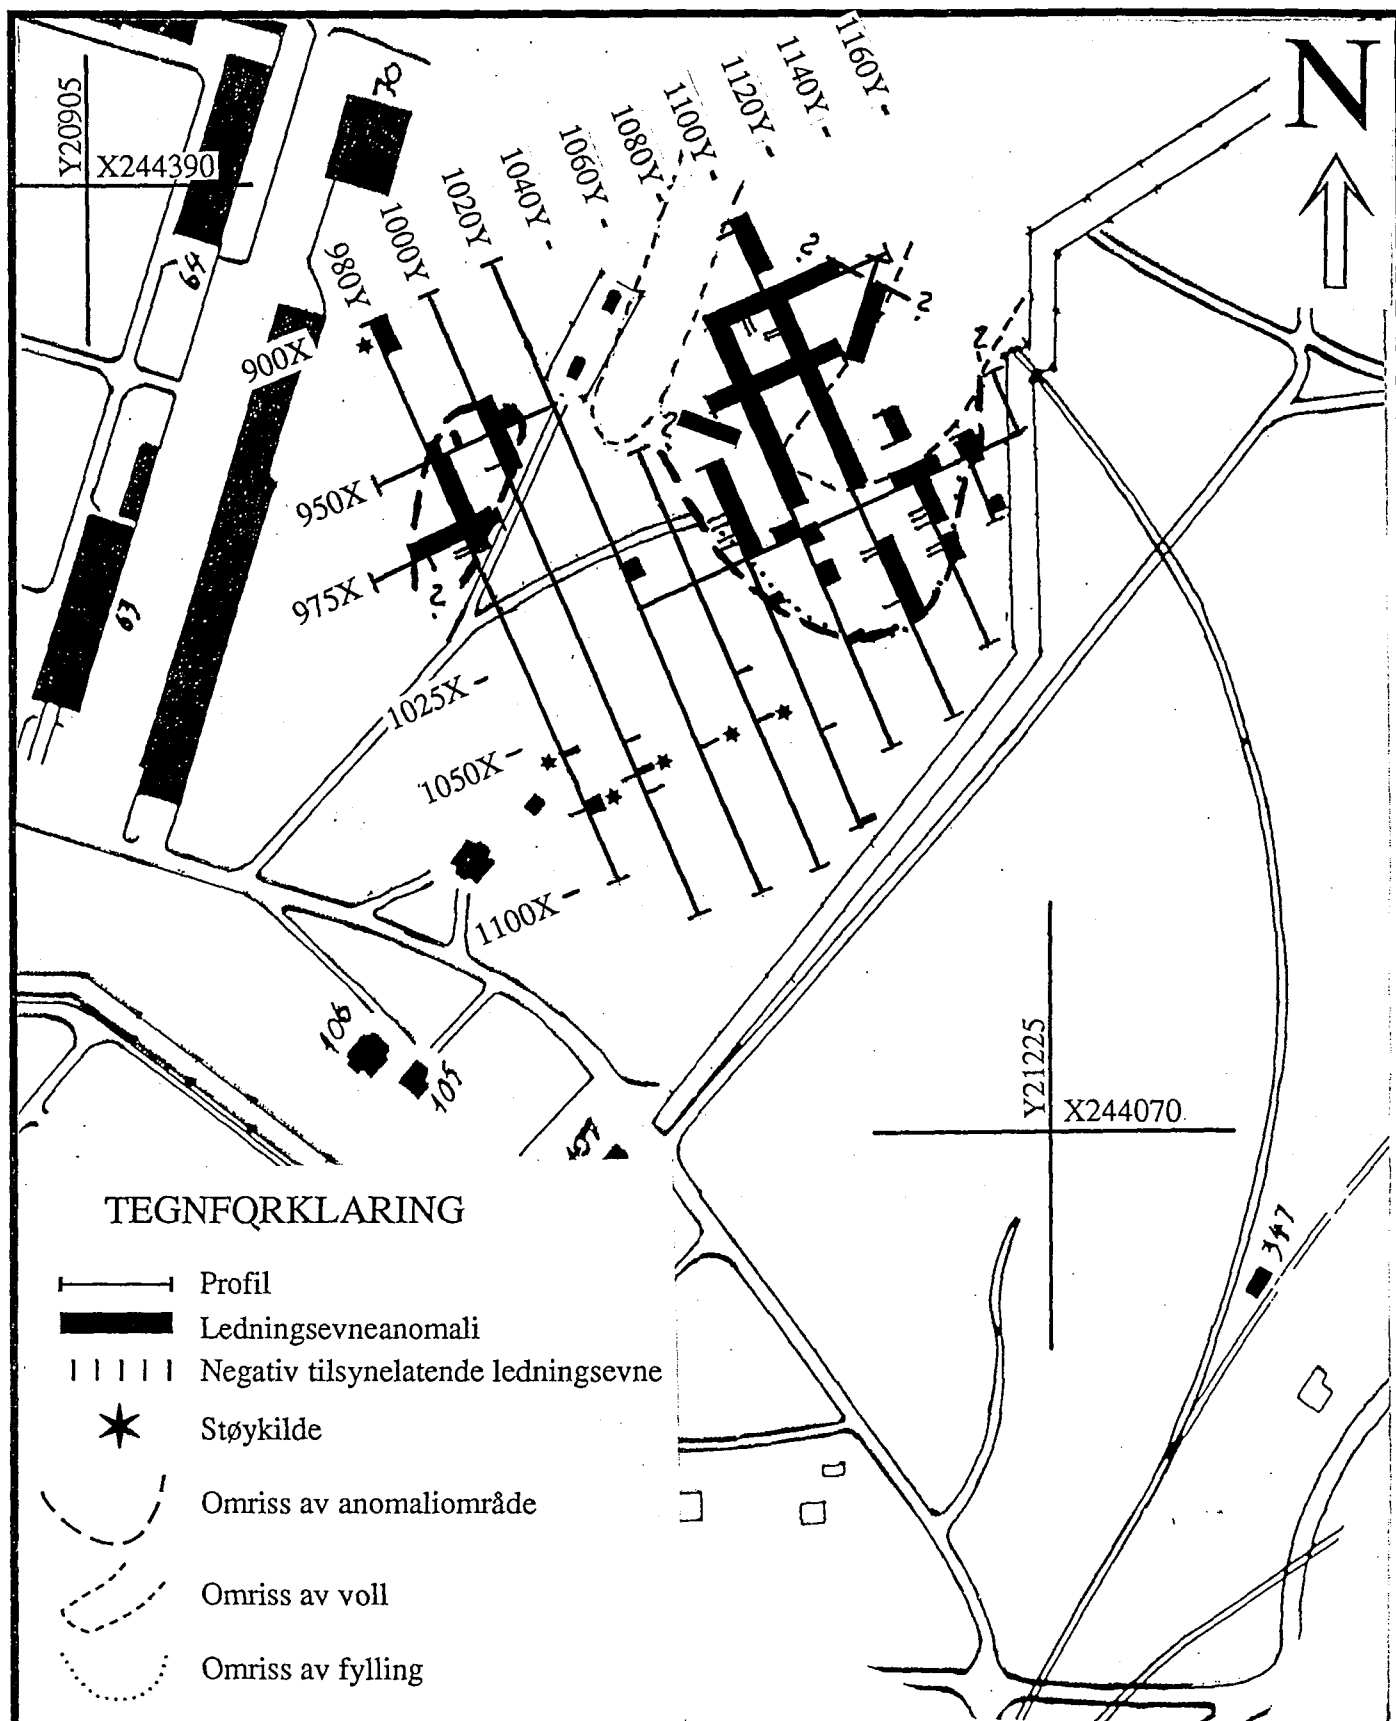 N
70
1160Y -
1140Y -
1120Y -
1100Y -
1080Y -
1060Y -
1040Y -
1020Y
1000Y
980Y
Y20905
X244390
64
?
?
900X
?
?
950X
975X
?
63
1025X -
1050X -
1100X -
106
105
Y21225
X244070
347
TEGNFORKLARING
Profil
Ledningsevneanomali
Negativ tilsynelatende ledningsevne
Støykilde
Omriss av anomaliområde
Omriss av voll
Omriss av fylling